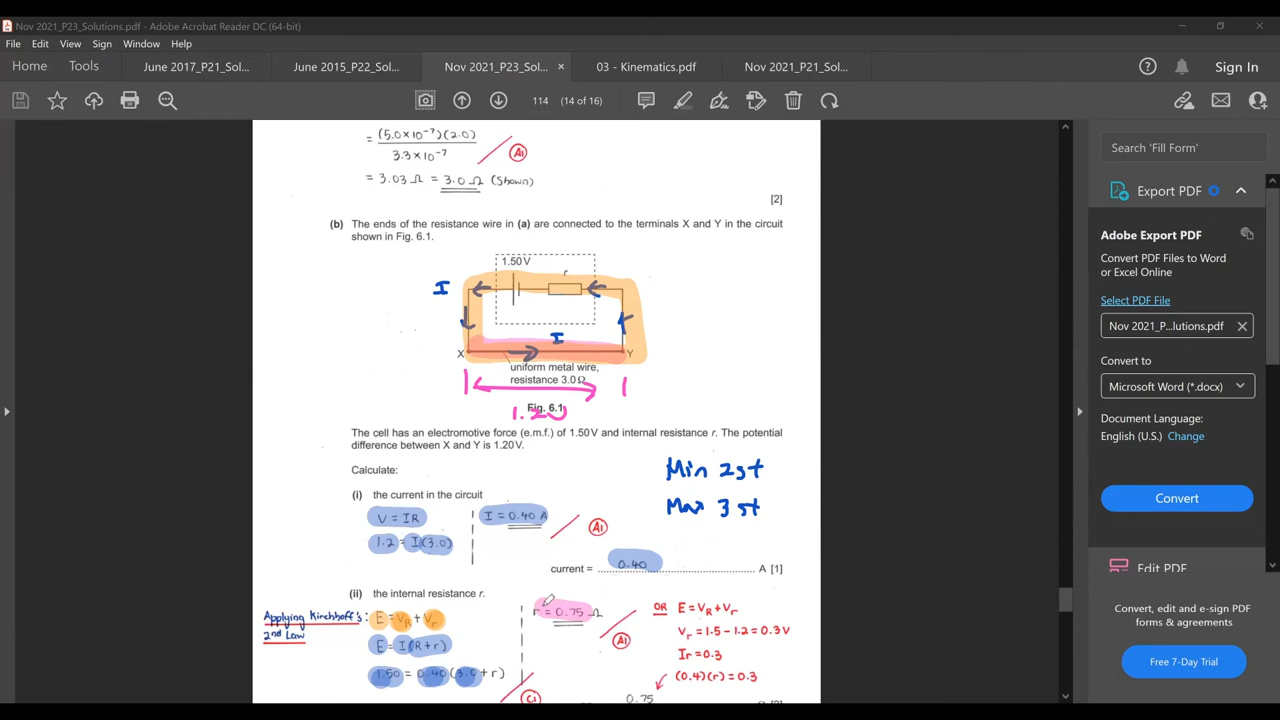 Nov 2021_P23_Solutions.pdf - Adobe Acrobat Reader DC (64-bit)
File Edit View Sign Window Help
Home Tools June 2017_P21_Sol... June 2015_P22_Sol... Nov 2021_P23_Sol... × 03 - Kinematics.pdf Nov 2021_P21_Sol... Sign In
114 (14 of 16)
= (5.0×10⁻⁷)(2.0)
3.3×10⁻⁷
A1
= 3.03 Ω = 3.0 Ω (Shown)
[2]
(b) The ends of the resistance wire in (a) are connected to the terminals X and Y in the circuit
shown in Fig. 6.1.
1.50 V
r
I
I
X
Y
uniform metal wire,
resistance 3.0 Ω
Fig. 6.1
The cell has an electromotive force (e.m.f.) of 1.50 V and internal resistance r. The potential
difference between X and Y is 1.20 V.
Min 2st
Max 3 st
Calculate:
(i) the current in the circuit
V = IR
1.2 = I(3.0)
I = 0.40 A
A1
current = 0.40 A [1]
(ii) the internal resistance r.
Applying Kirchhoff's :
2nd Law
E = V_R + V_r
E = I(R + r)
1.50 = 0.40 (3.0 + r)
C1
r = 0.75 Ω
A1
OR E = V_R + V_r
V_r = 1.5 - 1.2 = 0.3 V
Ir = 0.3
(0.4)(r) = 0.3
0.75
Search 'Fill Form'
Export PDF
Adobe Export PDF
Convert PDF Files to Word
or Excel Online
Select PDF File
Nov 2021_P...lutions.pdf
Convert to
Microsoft Word (*.docx)
Document Language:
English (U.S.) Change
Convert
Edit PDF
Convert, edit and e-sign PDF
forms & agreements
Free 7-Day Trial